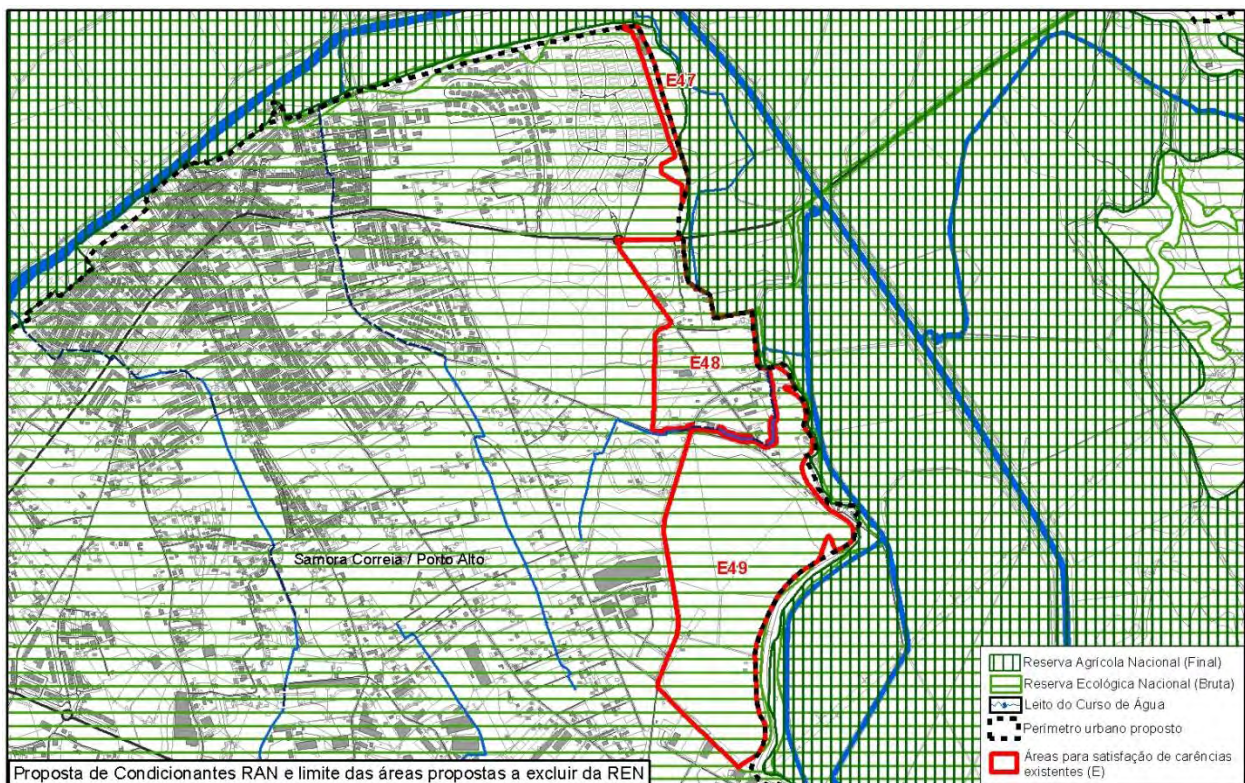 E47
E48
Samora Correia / Porto Alto
E49
Reserva Agrícola Nacional (Final)
Reserva Ecológica Nacional (Bruta)
Leito do Curso de Água
Perímetro urbano proposto
Áreas para satisfação de carências
existentes (E)
Proposta de Condicionantes RAN e limite das áreas propostas a excluir da REN